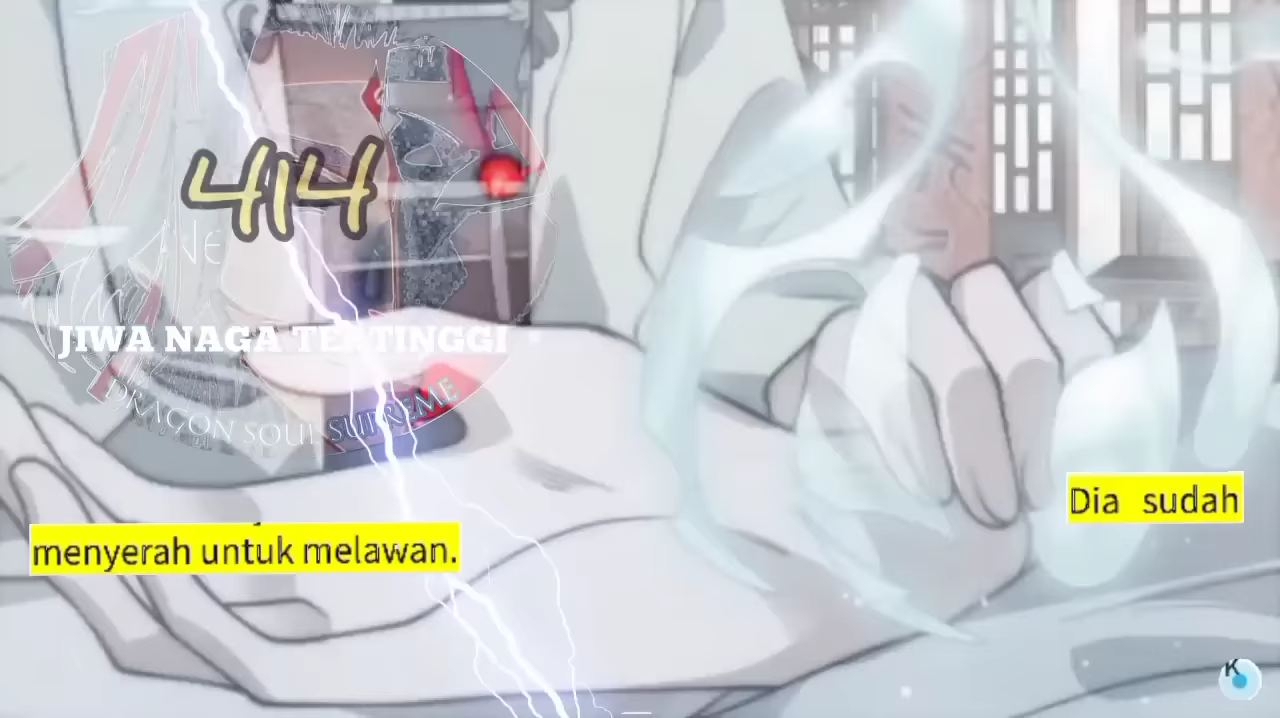 414
JIWA NAGA TERTINGGI
DRAGON SOUL SUPREME
Dia sudah
menyerah untuk melawan.
K